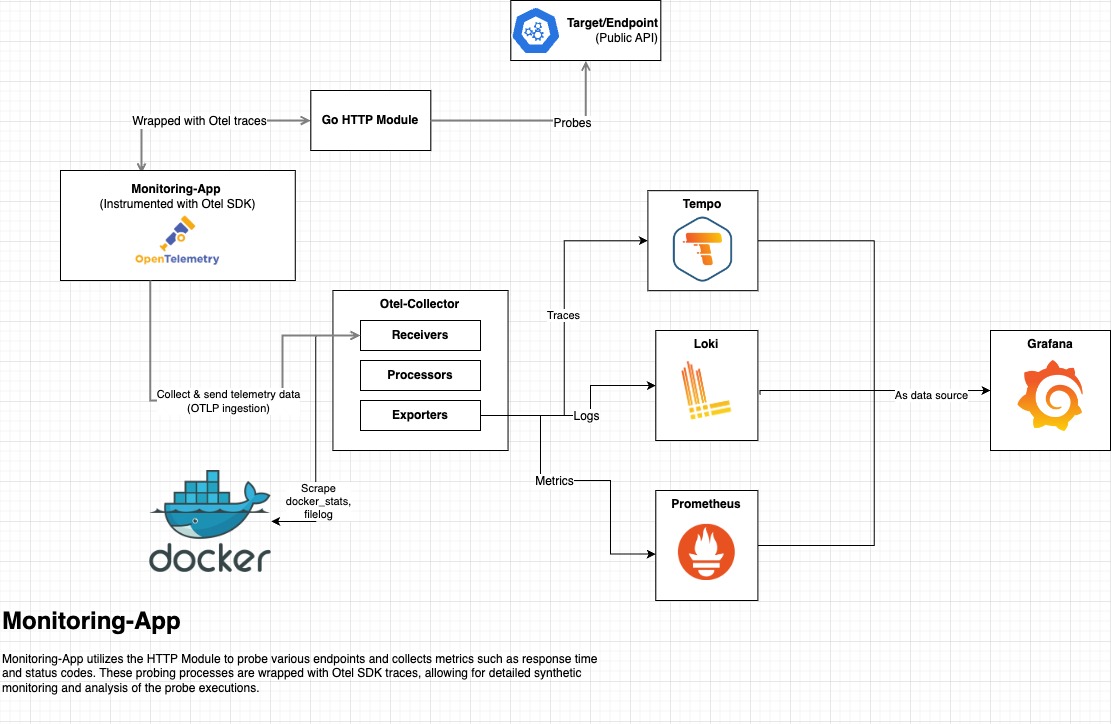 Target/Endpoint
(Public API)
Wrapped with Otel traces
Go HTTP Module
Probes
Monitoring-App
(Instrumented with Otel SDK)
OpenTelemetry
Tempo
Otel-Collector
Receivers
Processors
Exporters
Traces
Loki
Grafana
Collect & send telemetry data
(OTLP ingestion)
Logs
As data source
Metrics
Scrape
docker_stats,
filelog
docker
Prometheus
Monitoring-App
Monitoring-App utilizes the HTTP Module to probe various endpoints and collects metrics such as response time
and status codes. These probing processes are wrapped with Otel SDK traces, allowing for detailed synthetic
monitoring and analysis of the probe executions.